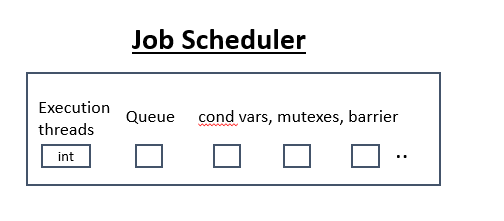 Job Scheduler
Execution
threads
Queue
cond vars, mutexes, barrier
int
..